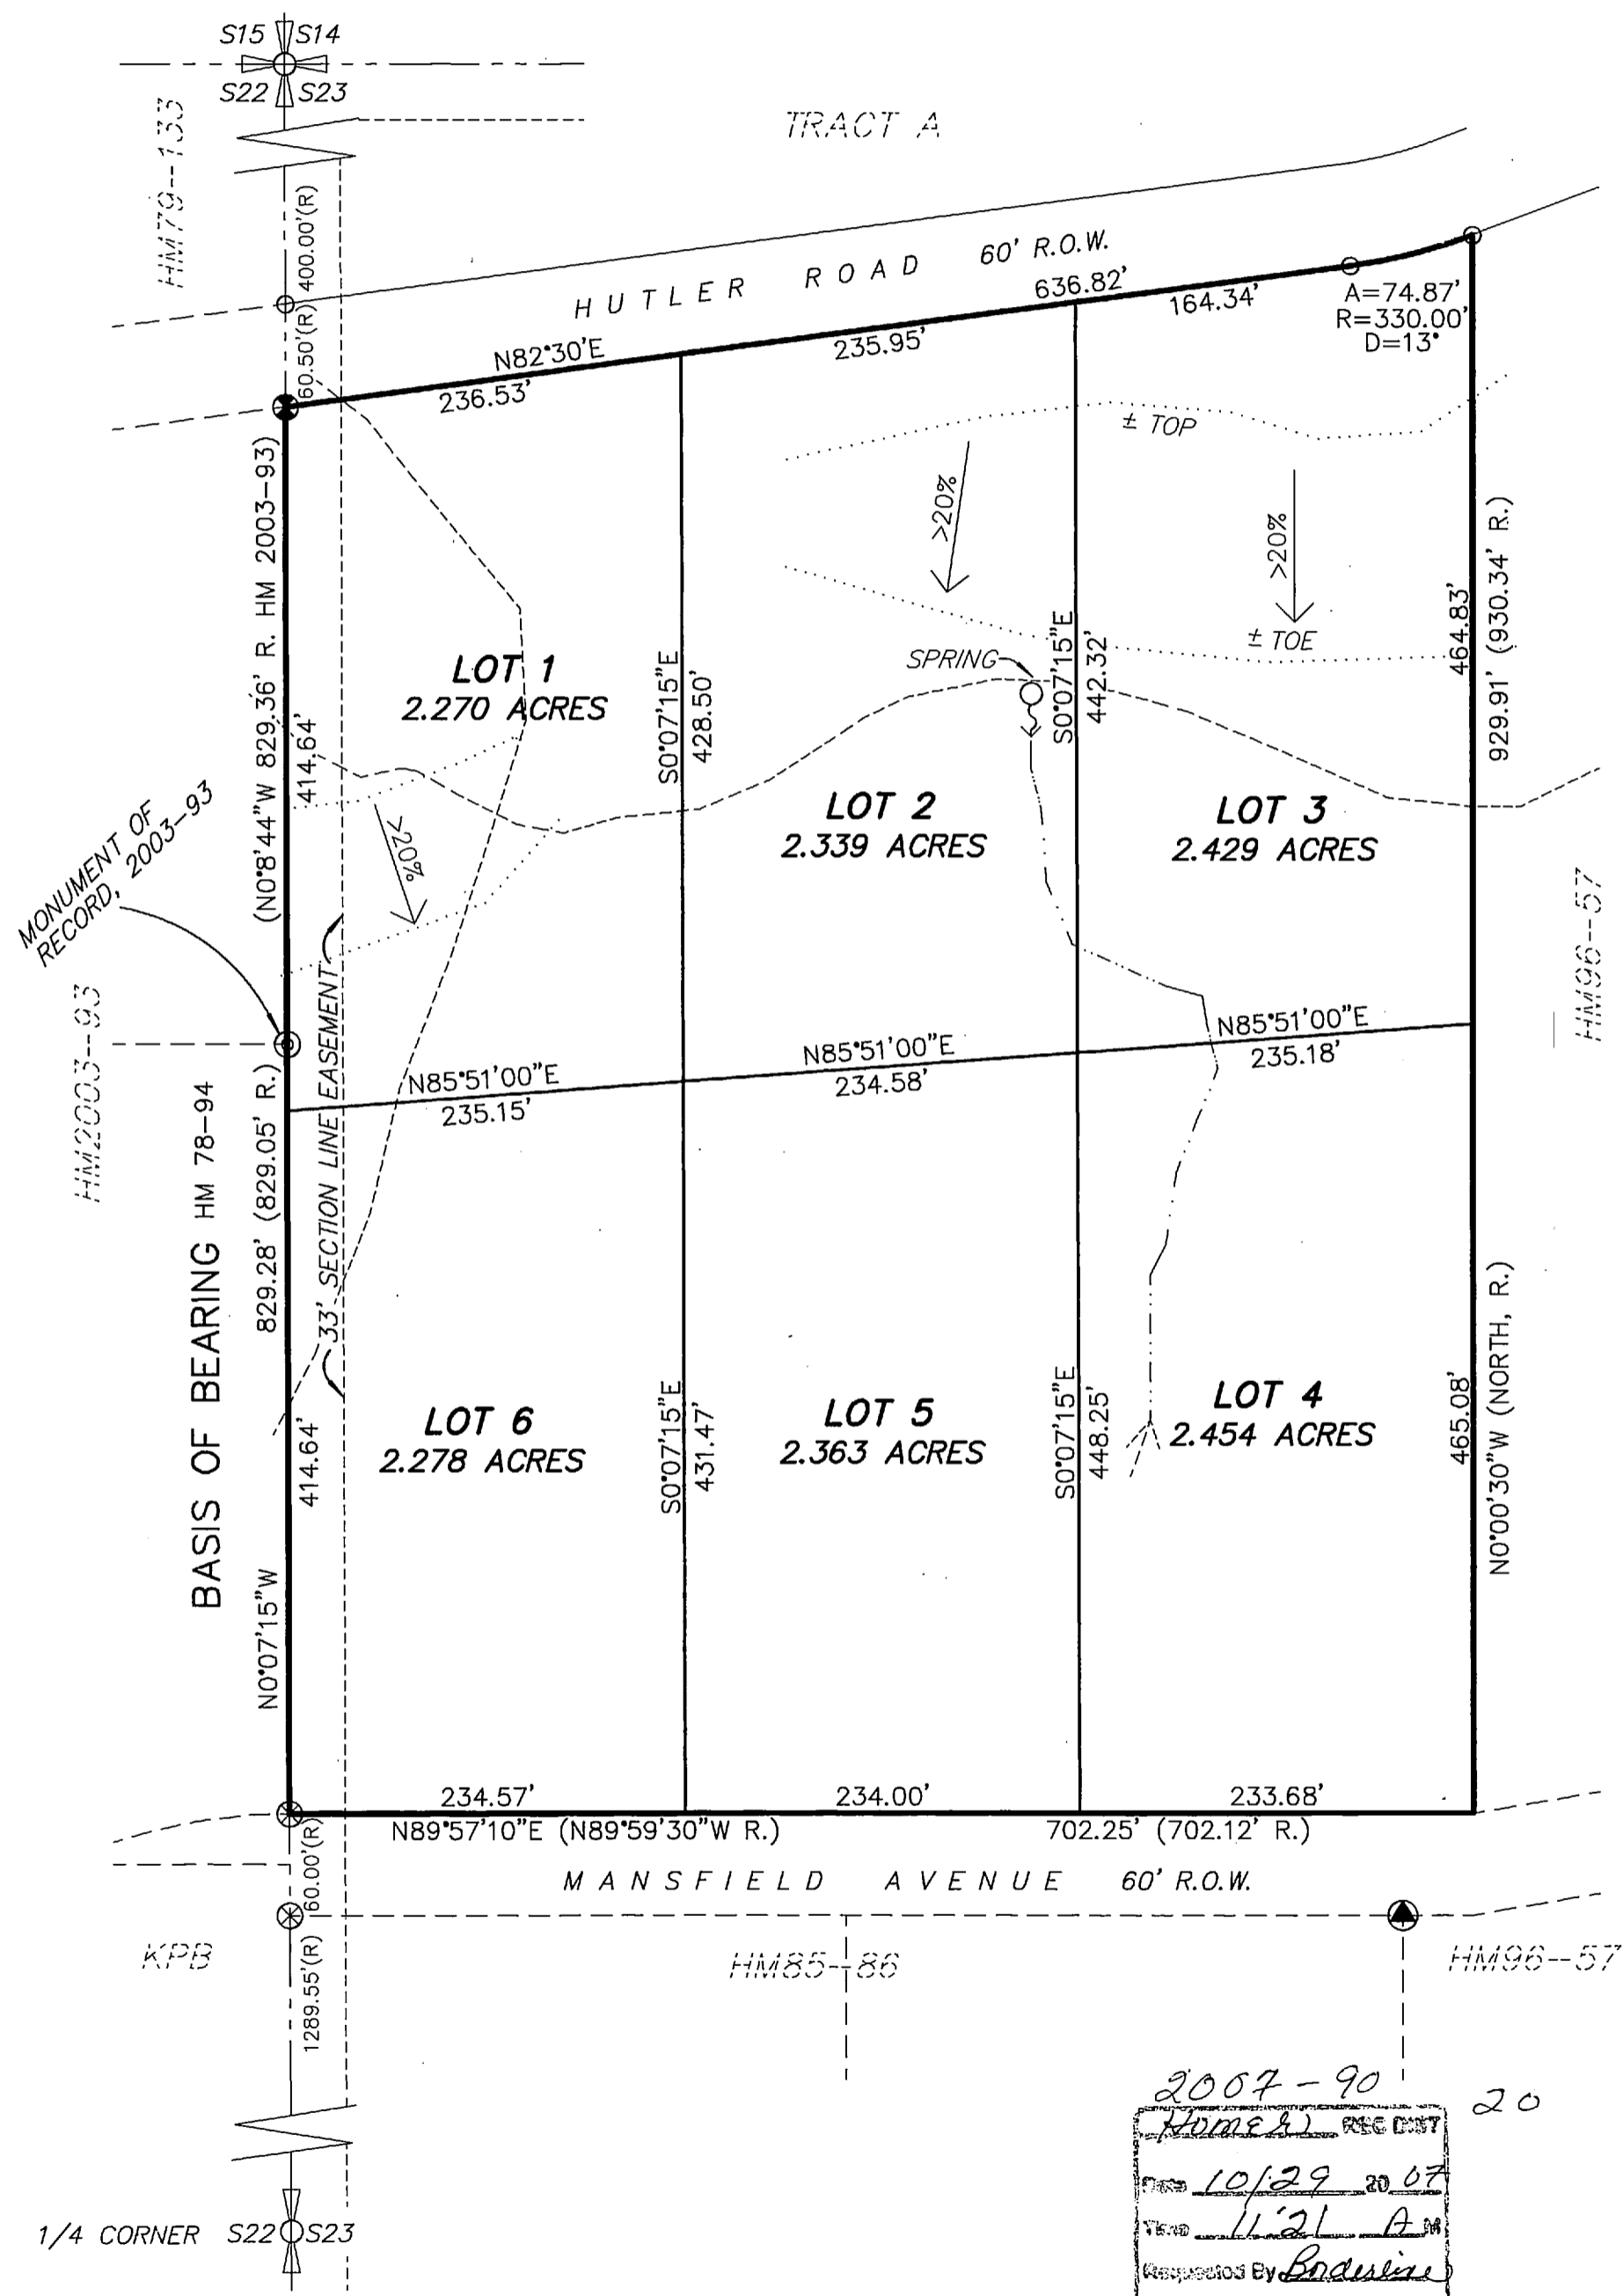 S15 S14
S22 S23
HM79-133
TRACT A
400.00'(R)
60.50'(R)
HUTLER ROAD 60' R.O.W.
636.82'
N82°30'E
236.53'
235.95'
164.34'
A=74.87'
R=330.00'
D=13°
± TOP
>20%
>20%
± TOE
SPRING
(N0°8'44"W 829.36' R. HM 2003-93)
414.64'
LOT 1
2.270 ACRES
S0°07'15"E
428.50'
S0°07'15"E
442.32'
464.83'
929.91' (930.34' R.)
LOT 2
2.339 ACRES
LOT 3
2.429 ACRES
>20%
MONUMENT OF
RECORD, 2003-93
HM2003-93
HM96-57
33' SECTION LINE EASEMENT
N85°51'00"E
235.15'
N85°51'00"E
234.58'
N85°51'00"E
235.18'
BASIS OF BEARING HM 78-94
829.28' (829.05' R.)
N0°07'15"W
414.64'
LOT 6
2.278 ACRES
S0°07'15"E
431.47'
LOT 5
2.363 ACRES
S0°07'15"E
448.25'
LOT 4
2.454 ACRES
465.08'
N0°00'30"W (NORTH, R.)
234.57'
234.00'
233.68'
N89°57'10"E (N89°59'30"W R.)
702.25' (702.12' R.)
60.00'(R)
MANSFIELD AVENUE 60' R.O.W.
KPB
1289.55'(R)
HM85-86
HM96-57
2007-90
20
Homer REC DIST
Date 10/29 20 07
Time 11:21 A M
Requested By Borderline
1/4 CORNER S22 S23